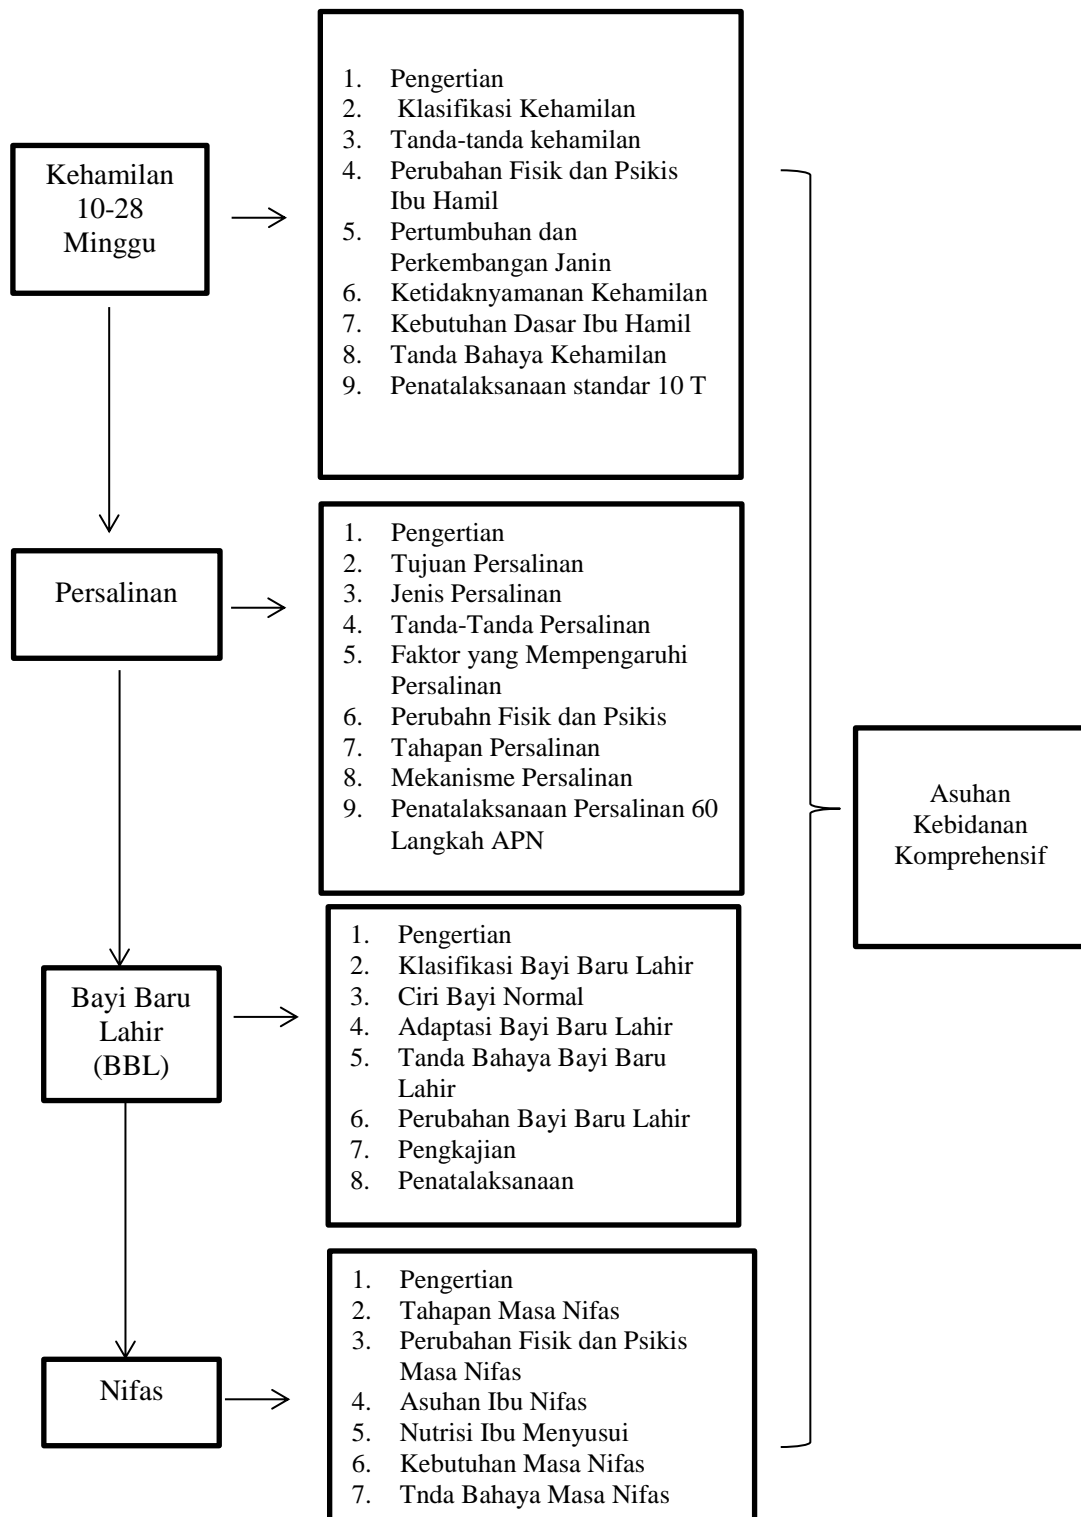 Kehamilan
10-28
Minggu
1. Pengertian
2. Klasifikasi Kehamilan
3. Tanda-tanda kehamilan
4. Perubahan Fisik dan Psikis
Ibu Hamil
5. Pertumbuhan dan
Perkembangan Janin
6. Ketidaknyamanan Kehamilan
7. Kebutuhan Dasar Ibu Hamil
8. Tanda Bahaya Kehamilan
9. Penatalaksanaan standar 10 T
Persalinan
1. Pengertian
2. Tujuan Persalinan
3. Jenis Persalinan
4. Tanda-Tanda Persalinan
5. Faktor yang Mempengaruhi
Persalinan
6. Perubahn Fisik dan Psikis
7. Tahapan Persalinan
8. Mekanisme Persalinan
9. Penatalaksanaan Persalinan 60
Langkah APN
Bayi Baru
Lahir
(BBL)
1. Pengertian
2. Klasifikasi Bayi Baru Lahir
3. Ciri Bayi Normal
4. Adaptasi Bayi Baru Lahir
5. Tanda Bahaya Bayi Baru
Lahir
6. Perubahan Bayi Baru Lahir
7. Pengkajian
8. Penatalaksanaan
Nifas
1. Pengertian
2. Tahapan Masa Nifas
3. Perubahan Fisik dan Psikis
Masa Nifas
4. Asuhan Ibu Nifas
5. Nutrisi Ibu Menyusui
6. Kebutuhan Masa Nifas
7. Tnda Bahaya Masa Nifas
Asuhan
Kebidanan
Komprehensif